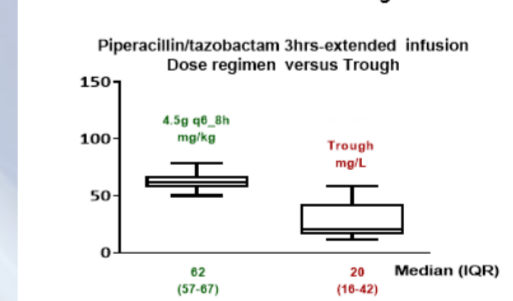 Piperacillin/tazobactam 3hrs-extended infusion
Dose regimen versus Trough
150
100
50
0
4.5g q6_8h
mg/kg
Trough
mg/L
62
(57-67)
20
(16-42)
Median (IQR)